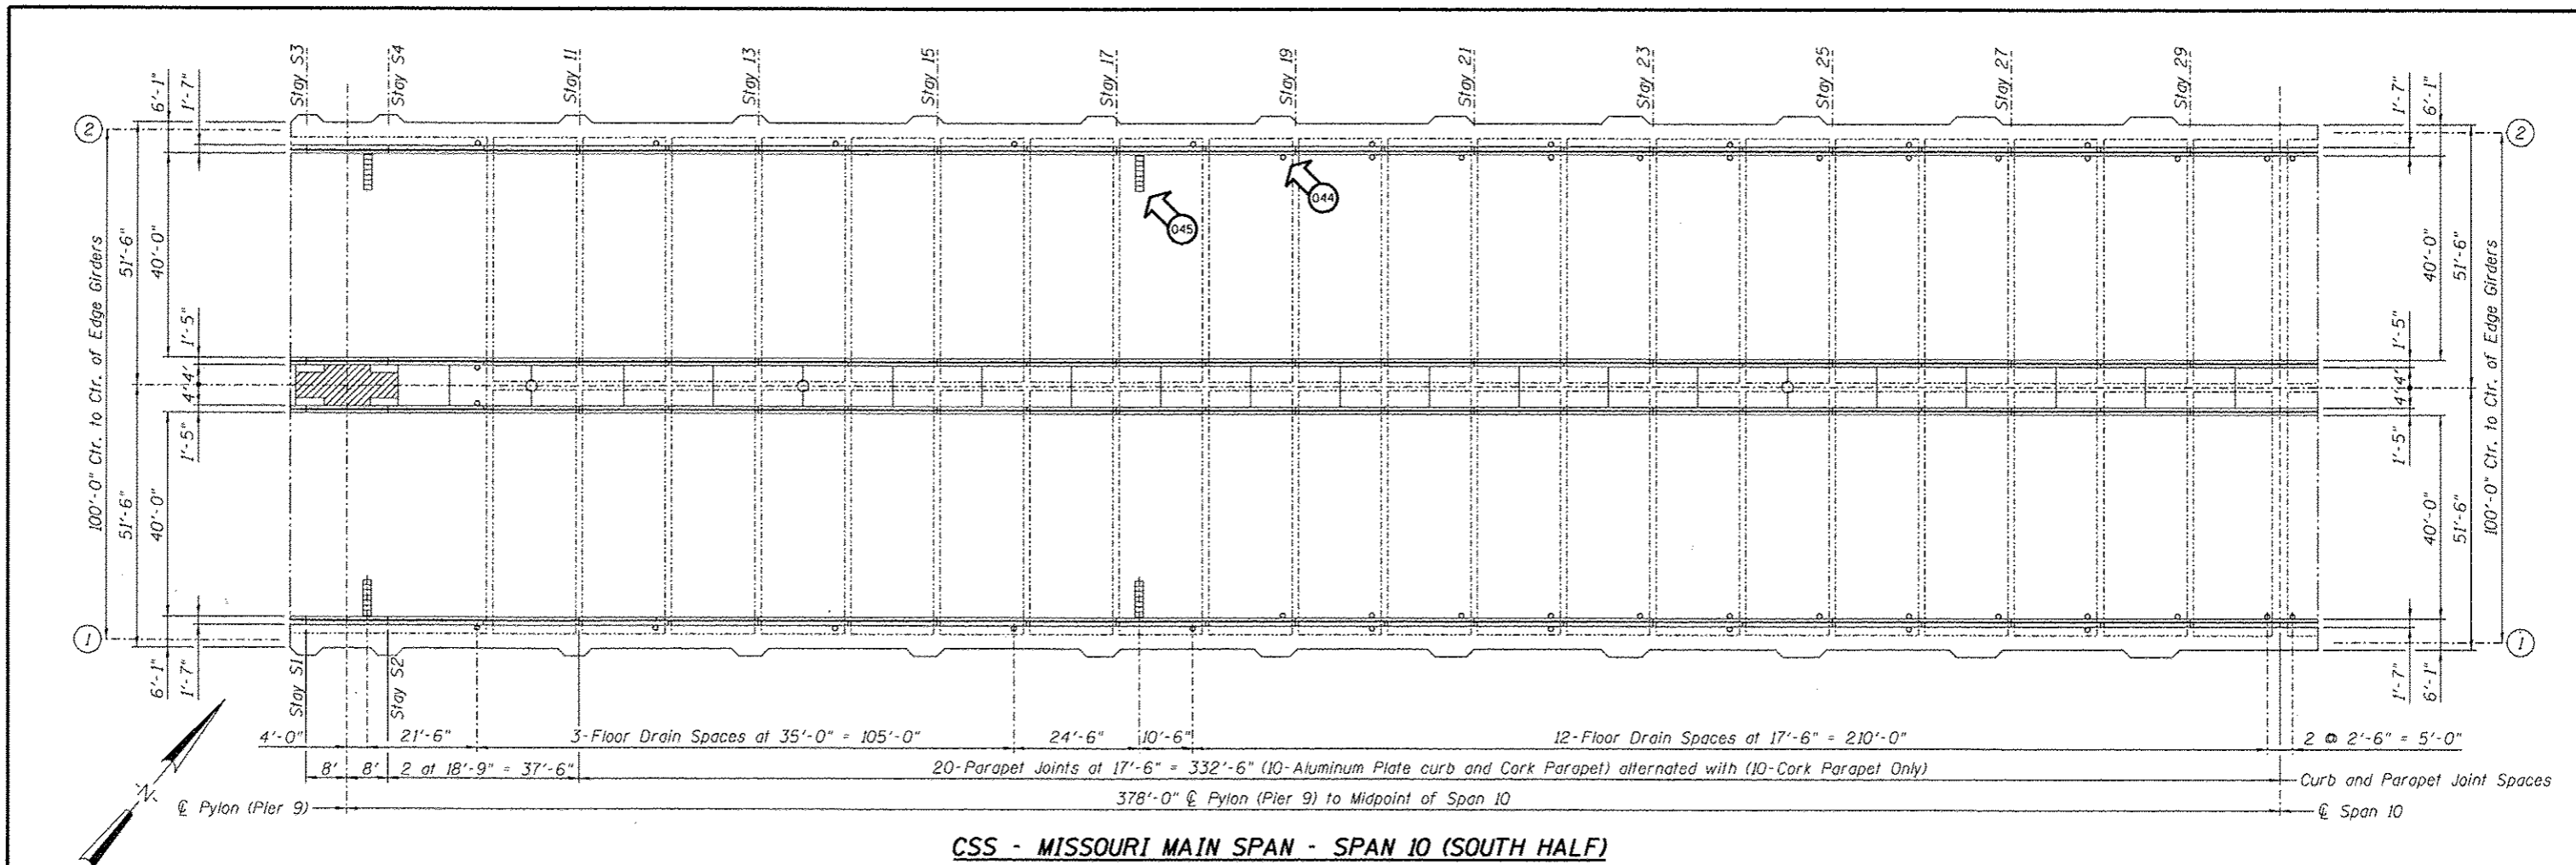 Stay S3
Stay S4
Stay 11
Stay 13
Stay 15
Stay 17
Stay 19
Stay 21
Stay 23
Stay 25
Stay 27
Stay 29
6'-1"
1'-7"
1'-7"
6'-1"
2
2
044
045
100'-0" Ctr. to Ctr. of Edge Girders
51'-6"
40'-0"
40'-0"
51'-6"
100'-0" Ctr. to Ctr. of Edge Girders
1'-5"
1'-5"
4'
4'
4'
4'
1'-5"
1'-5"
51'-6"
40'-0"
40'-0"
51'-6"
1
1
6'-1"
1'-7"
Stay S1
Stay S2
1'-7"
6'-1"
N
4'-0"
21'-6"
3-Floor Drain Spaces at 35'-0" = 105'-0"
24'-6"
10'-6"
12-Floor Drain Spaces at 17'-6" = 210'-0"
2 @ 2'-6" = 5'-0"
8'
8'
2 at 18'-9" = 37'-6"
20-Parapet Joints at 17'-6" = 332'-6" (10-Aluminum Plate curb and Cork Parapet) alternated with (10-Cork Parapet Only)
Curb and Parapet Joint Spaces
℄ Pylon (Pier 9)
378'-0" ℄ Pylon (Pier 9) to Midpoint of Span 10
℄ Span 10
CSS - MISSOURI MAIN SPAN - SPAN 10 (SOUTH HALF)